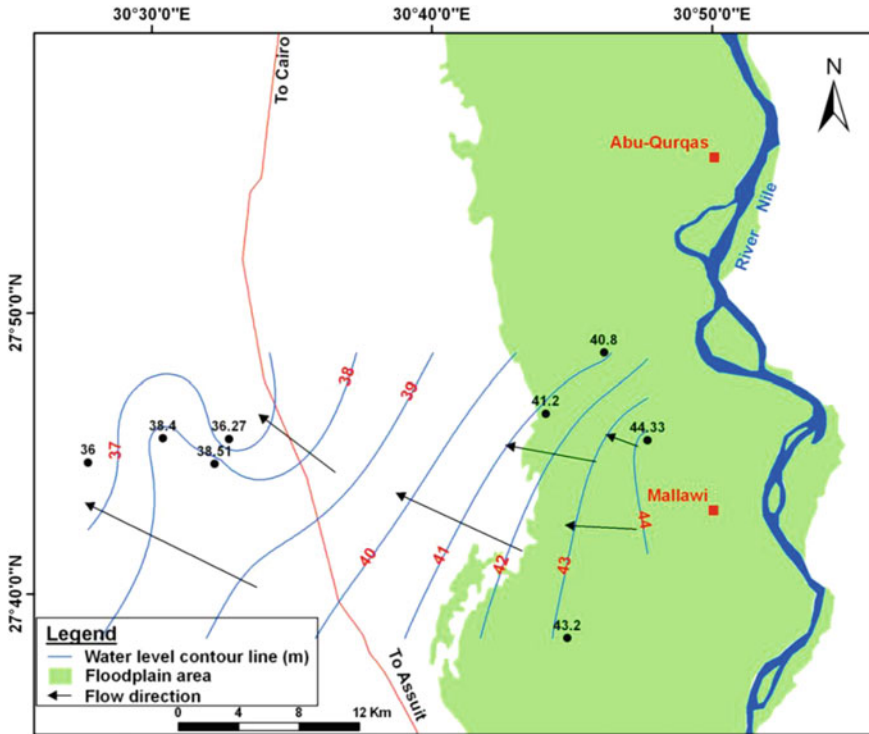 30°30'0"E 30°40'0"E 30°50'0"E
To Cairo
N
Abu-Qurqas
River Nile
27°50'0"N
40.8
38
39
41.2
38.4
36.27
44.33
37
36
38.51
Mallawi
44
40
41
42
43
27°40'0"N
43.2
Legend
Water level contour line (m)
Floodplain area
Flow direction
To Assuit
0 4 8 12 Km